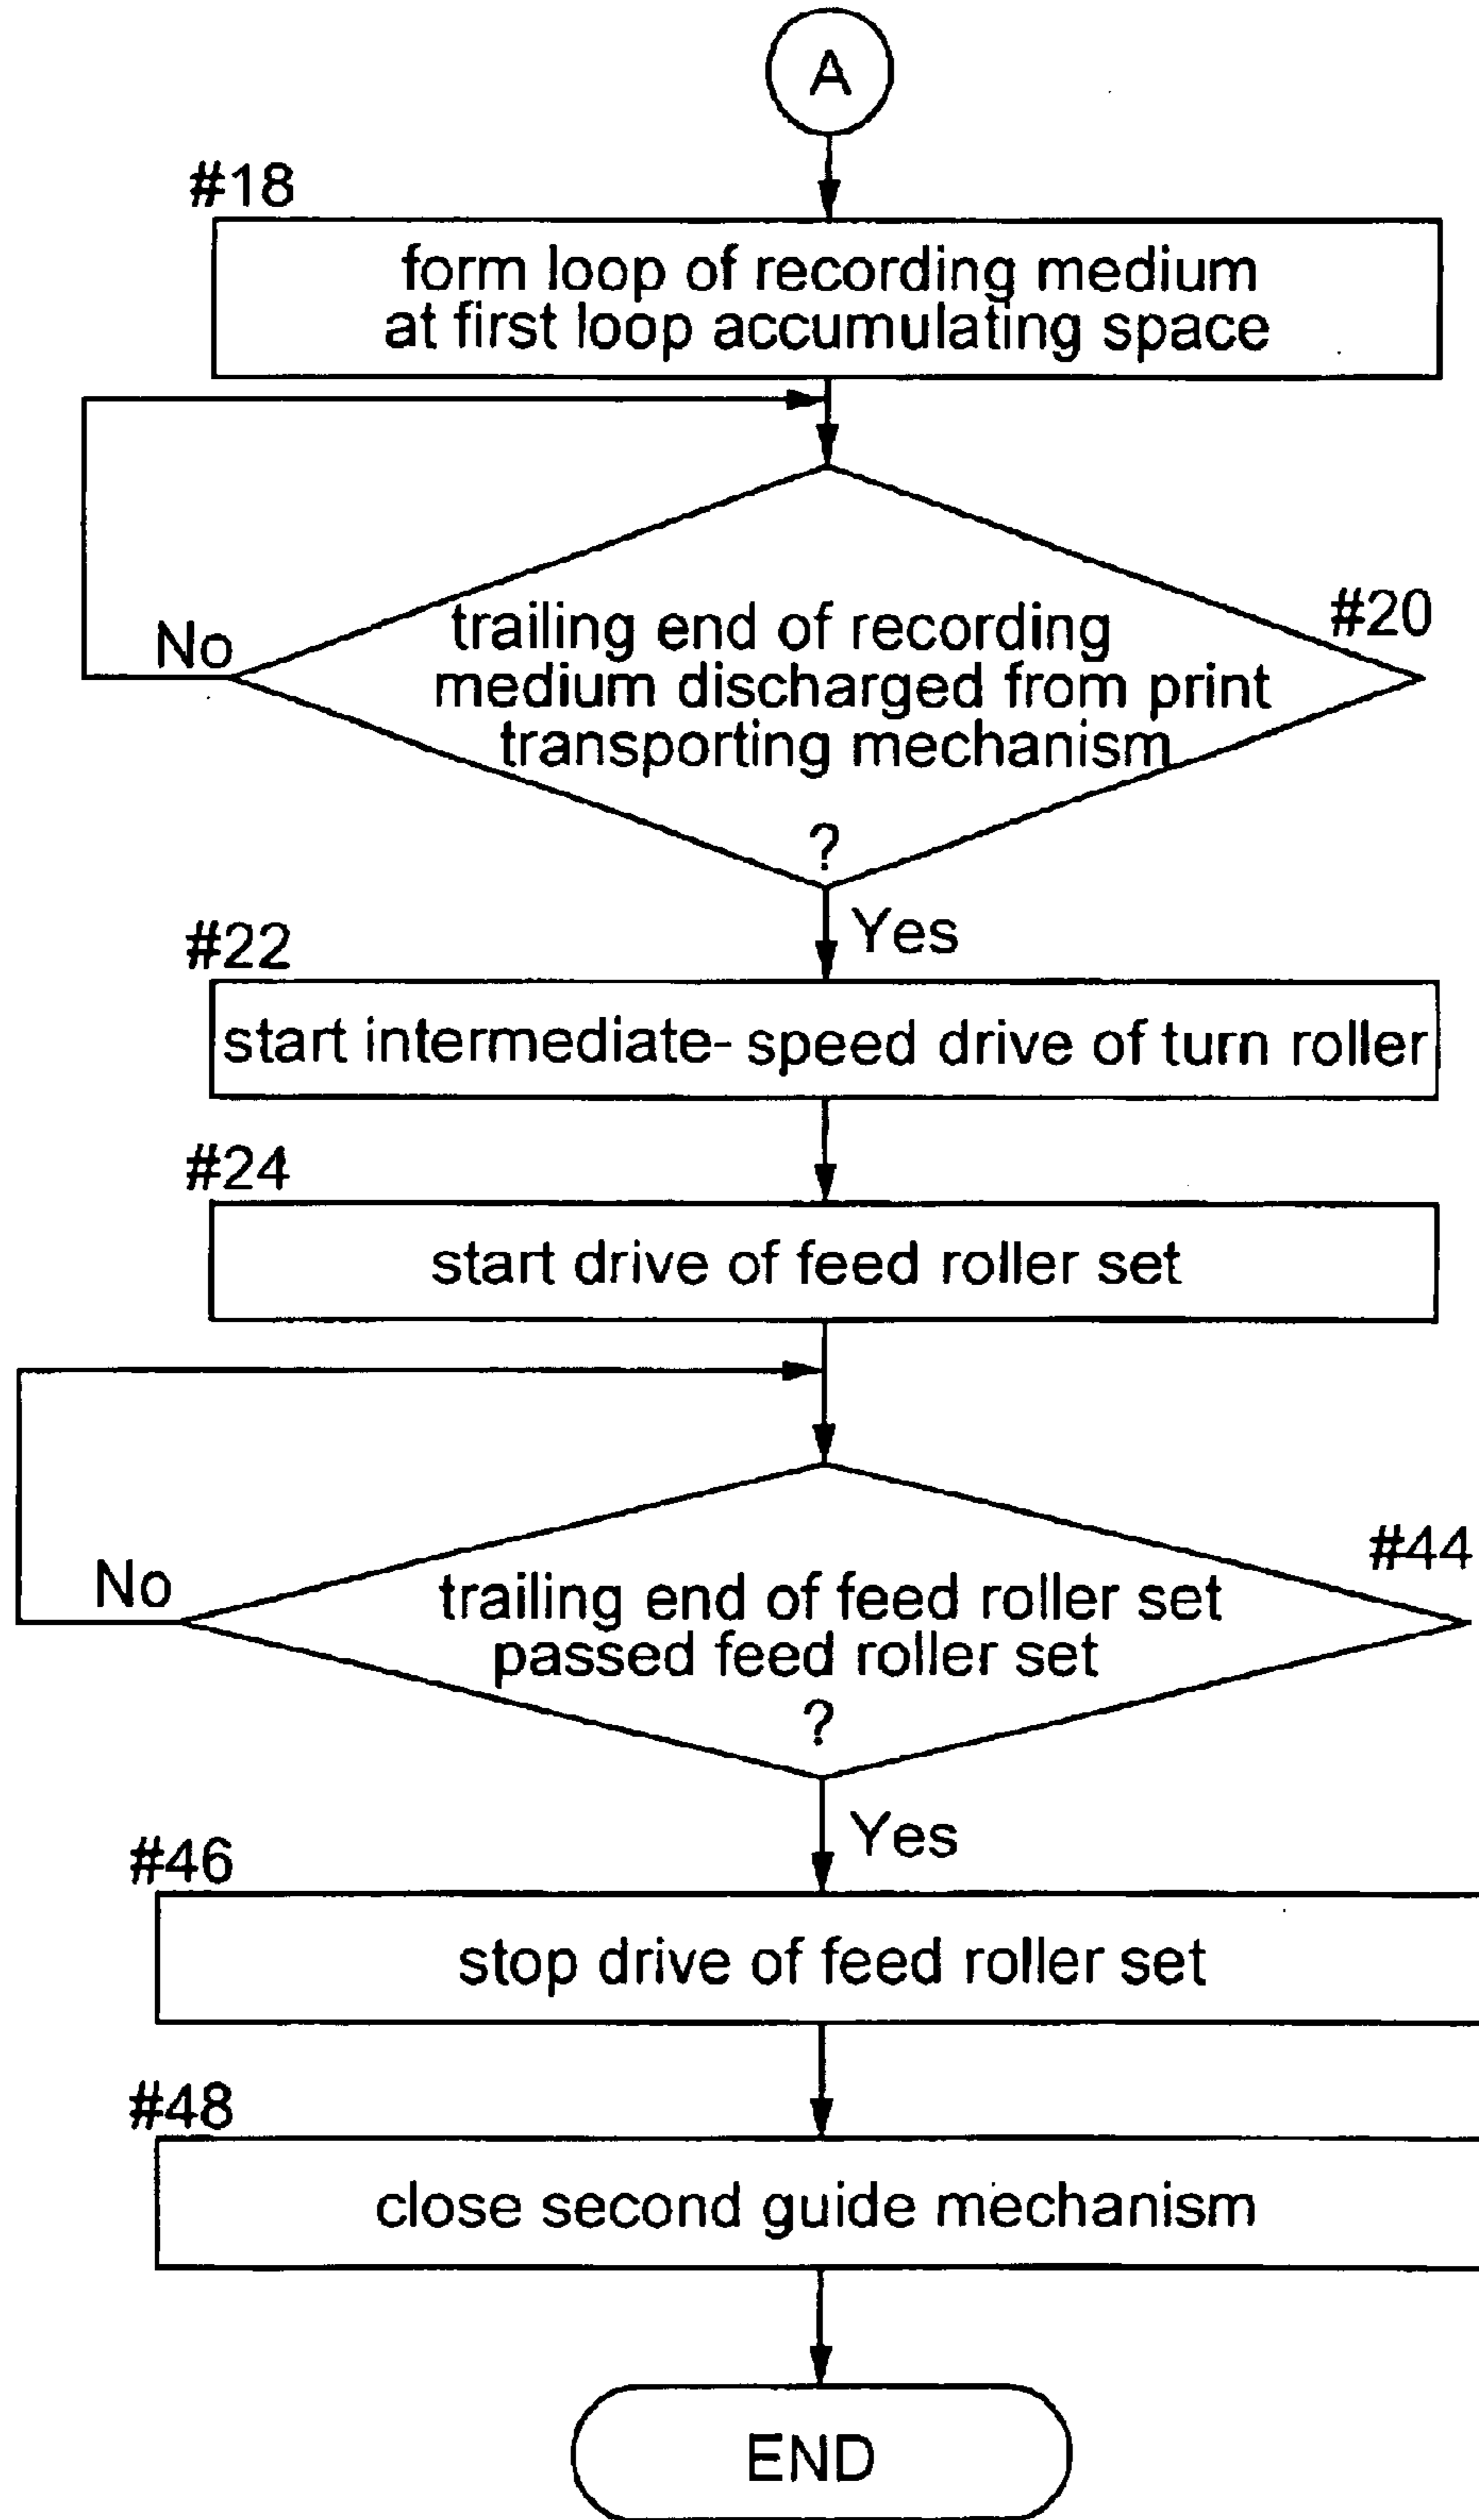 A
#18
form loop of recording medium
at first loop accumulating space
No
#20
trailing end of recording
medium discharged from print
transporting mechanism
?
Yes
#22
start intermediate- speed drive of turn roller
#24
start drive of feed roller set
No
#44
trailing end of feed roller set
passed feed roller set
?
Yes
#46
stop drive of feed roller set
#48
close second guide mechanism
END